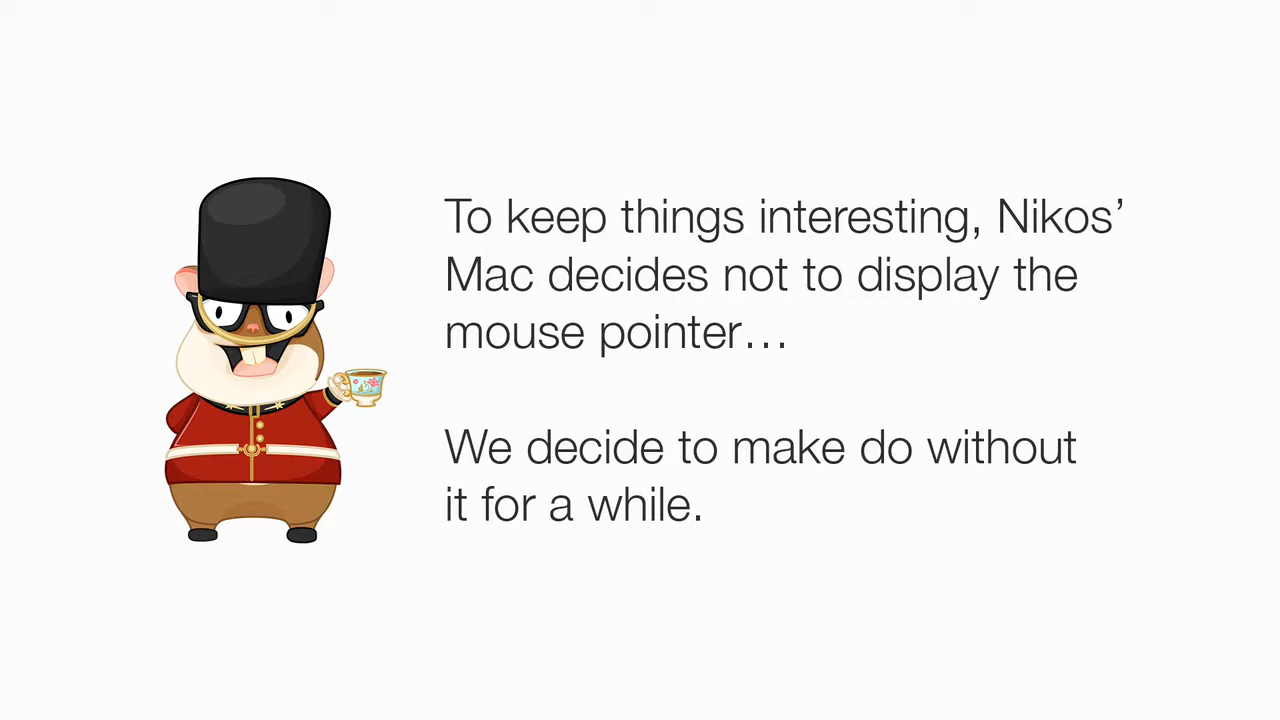 To keep things interesting, Nikos’
Mac decides not to display the
mouse pointer…
We decide to make do without
it for a while.